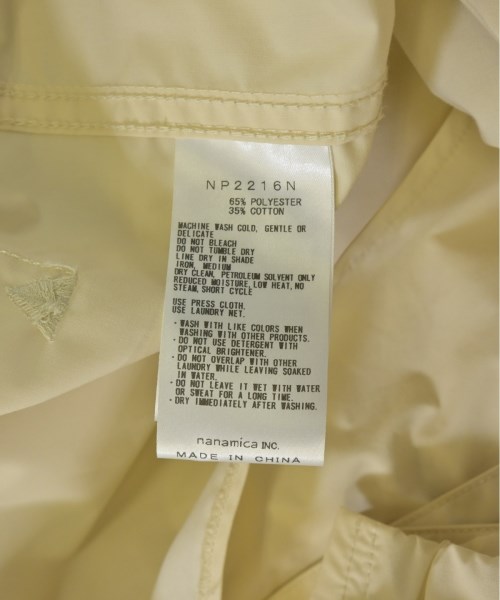 NP2216N
65% POLYESTER
35% COTTON
MACHINE WASH COLD, GENTLE OR
DELICATE
DO NOT BLEACH
DO NOT TUMBLE DRY
LINE DRY IN SHADE
IRON, MEDIUM
DRY CLEAN, PETROLEUM SOLVENT ONLY
REDUCED MOISTURE, LOW HEAT, NO
STEAM, SHORT CYCLE
USE PRESS CLOTH.
USE LAUNDRY NET.
・WASH WITH LIKE COLORS WHEN
WASHING WITH OTHER PRODUCTS.
・DO NOT USE DETERGENT WITH
OPTICAL BRIGHTENER.
・DO NOT OVERLAP WITH OTHER
LAUNDRY WHILE LEAVING SOAKED
IN WATER.
・DO NOT LEAVE IT WET WITH WATER
OR SWEAT FOR A LONG TIME.
・DRY IMMEDIATELY AFTER WASHING.
nanamica INC.
MADE IN CHINA